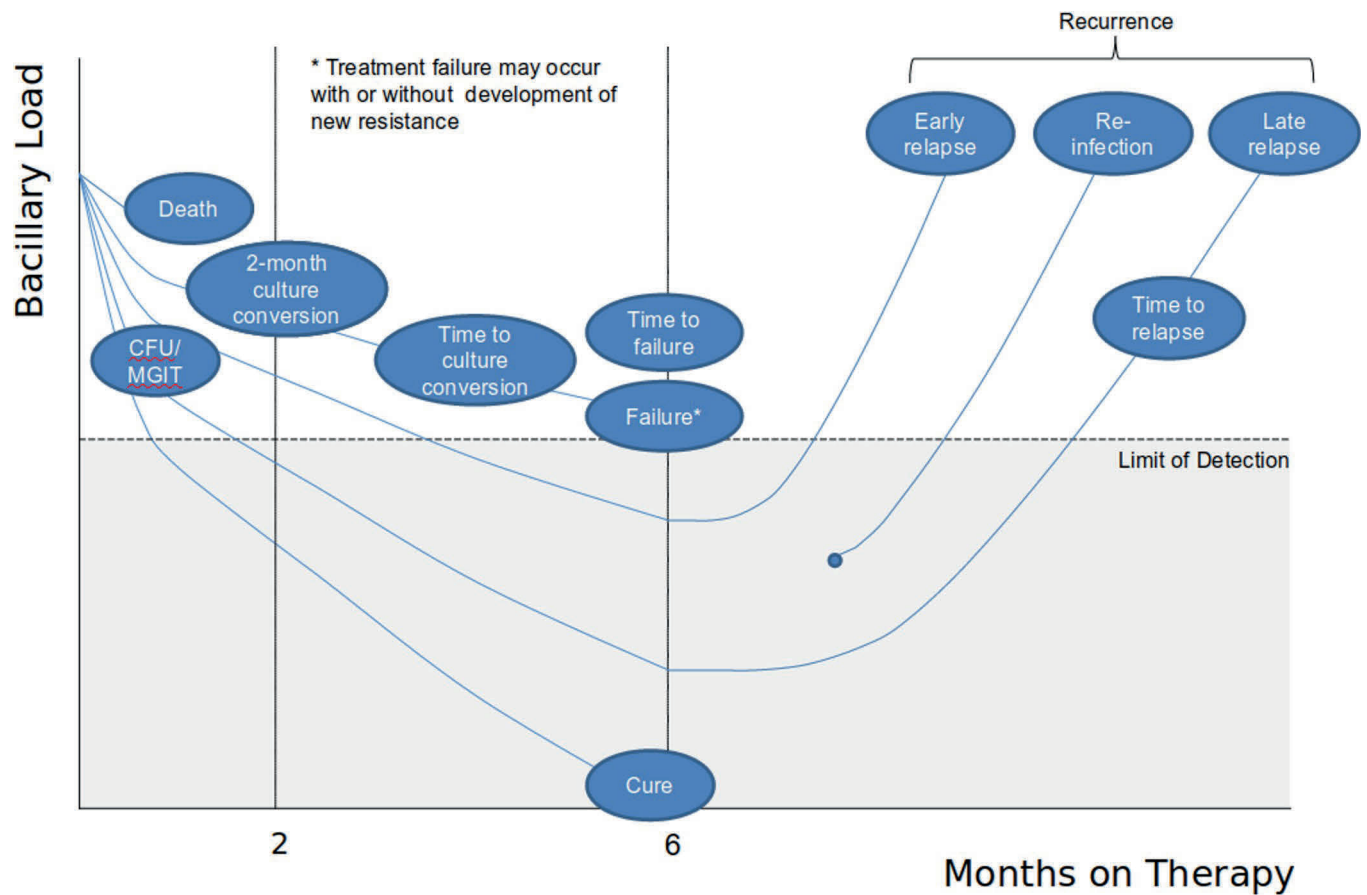 Recurrence
Bacillary Load
* Treatment failure may occur
with or without development of
new resistance
Early
relapse
Re-
infection
Late
relapse
Death
2-month
culture
conversion
CFU/
MGIT
Time to
culture
conversion
Time to
failure
Failure*
Time to
relapse
Limit of Detection
Cure
2
6
Months on Therapy